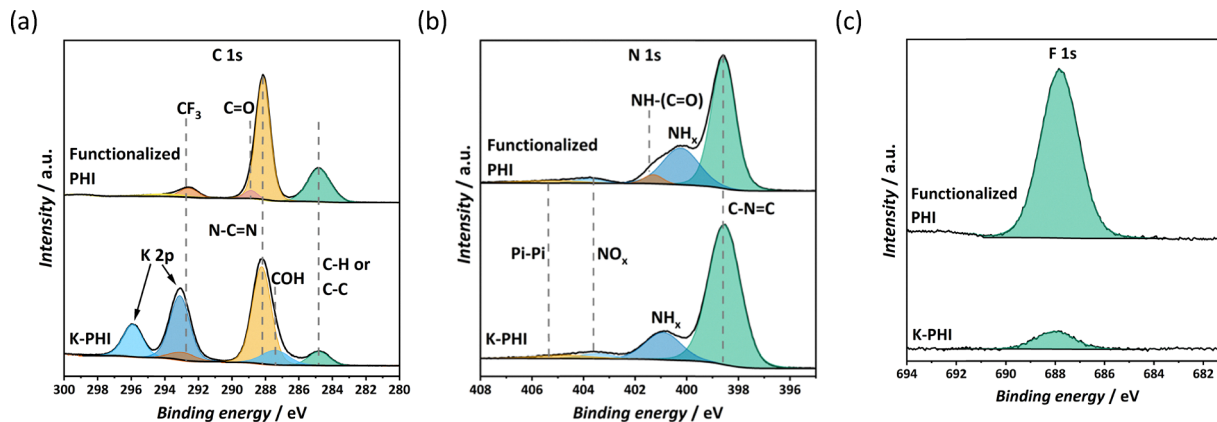 (a)
C 1s
CF3
C=O
Functionalized
PHI
N-C=N
K 2p
COH
C-H or
C-C
K-PHI
Intensity / a.u.
300 298 296 294 292 290 288 286 284 282 280
Binding energy / eV
(b)
N 1s
NH-(C=O)
NHx
Functionalized
PHI
C-N=C
Pi-Pi
NOx
NHx
K-PHI
Intensity / a.u.
408 406 404 402 400 398 396
Binding energy / eV
(c)
F 1s
Functionalized
PHI
K-PHI
Intensity / a.u.
694 692 690 688 686 684 682
Binding energy / eV